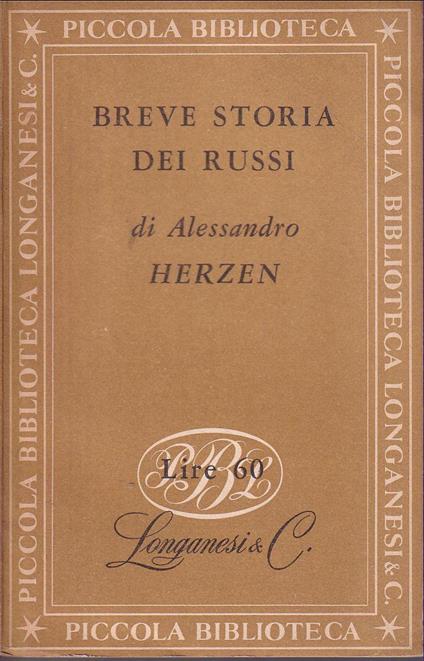 PICCOLA BIBLIOTECA
PICCOLA BIBLIOTECA LONGANESI & C.
PICCOLA BIBLIOTECA LONGANESI & C.
BREVE STORIA
DEI RUSSI
di Alessandro
HERZEN
PBL
Lire 60
Longanesi & C.
PICCOLA BIBLIOTECA